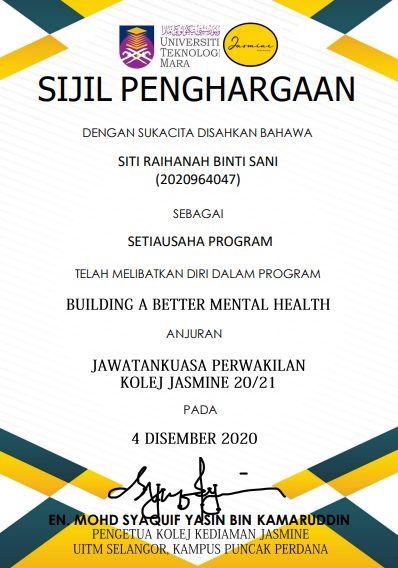 UNIVERSITI
TEKNOLOGI
MARA
Jasmine
SIJIL PENGHARGAAN
DENGAN SUKACITA DISAHKAN BAHAWA
SITI RAIHANAH BINTI SANI
(2020964047)
SEBAGAI
SETIAUSAHA PROGRAM
TELAH MELIBATKAN DIRI DALAM PROGRAM
BUILDING A BETTER MENTAL HEALTH
ANJURAN
JAWATANKUASA PERWAKILAN
KOLEJ JASMINE 20/21
PADA
4 DISEMBER 2020
EN. MOHD SYAQUIF YASIN BIN KAMARUDDIN
PENGETUA KOLEJ KEDIAMAN JASMINE
UITM SELANGOR, KAMPUS PUNCAK PERDANA